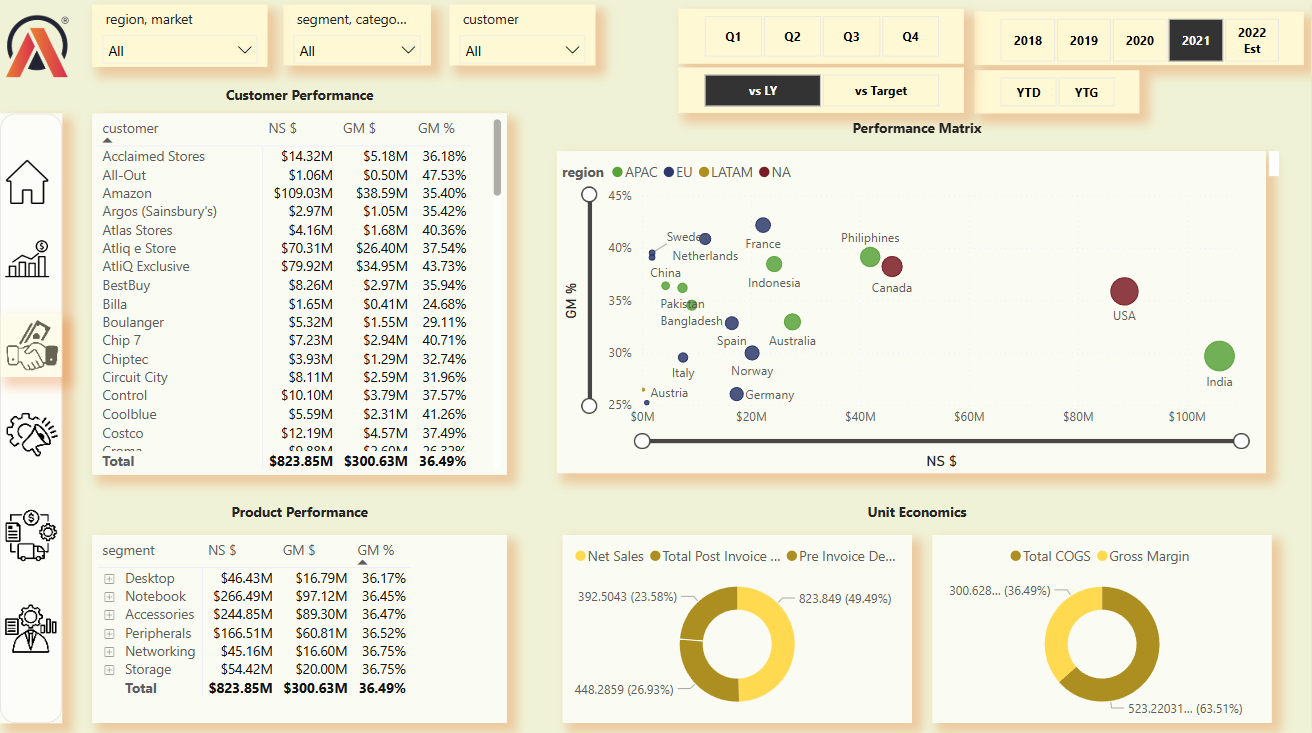 region, market
All
segment, catego...
All
customer
All
Q1 Q2 Q3 Q4
vs LY vs Target
2018 2019 2020 2021 2022 Est
YTD YTG
Customer Performance
customer NS $ GM $ GM %
Acclaimed Stores $14.32M $5.18M 36.18%
All-Out $1.06M $0.50M 47.53%
Amazon $109.03M $38.59M 35.40%
Argos (Sainsbury's) $2.97M $1.05M 35.42%
Atlas Stores $4.16M $1.68M 40.36%
Atliq e Store $70.31M $26.40M 37.54%
AtliQ Exclusive $79.92M $34.95M 43.73%
BestBuy $8.26M $2.97M 35.94%
Billa $1.65M $0.41M 24.68%
Boulanger $5.32M $1.55M 29.11%
Chip 7 $7.23M $2.94M 40.71%
Chiptec $3.93M $1.29M 32.74%
Circuit City $8.11M $2.59M 31.96%
Control $10.10M $3.79M 37.57%
Coolblue $5.59M $2.31M 41.26%
Costco $12.19M $4.57M 37.49%
Total $823.85M $300.63M 36.49%
Performance Matrix
region APAC EU LATAM NA
GM %
45%
40%
35%
30%
25%
Swede
Netherlands
France
Philippines
China
Indonesia
Canada
Pakistan
Bangladesh
USA
Spain
Australia
Italy
Norway
India
Austria
Germany
$0M $20M $40M $60M $80M $100M
NS $
Product Performance
segment NS $ GM $ GM %
Desktop $46.43M $16.79M 36.17%
Notebook $266.49M $97.12M 36.45%
Accessories $244.85M $89.30M 36.47%
Peripherals $166.51M $60.81M 36.52%
Networking $45.16M $16.60M 36.75%
Storage $54.42M $20.00M 36.75%
Total $823.85M $300.63M 36.49%
Unit Economics
Net Sales Total Post Invoice ... Pre Invoice De...
392.5043 (23.58%)
823.849 (49.49%)
448.2859 (26.93%)
Total COGS Gross Margin
300.628... (36.49%)
523.22031... (63.51%)